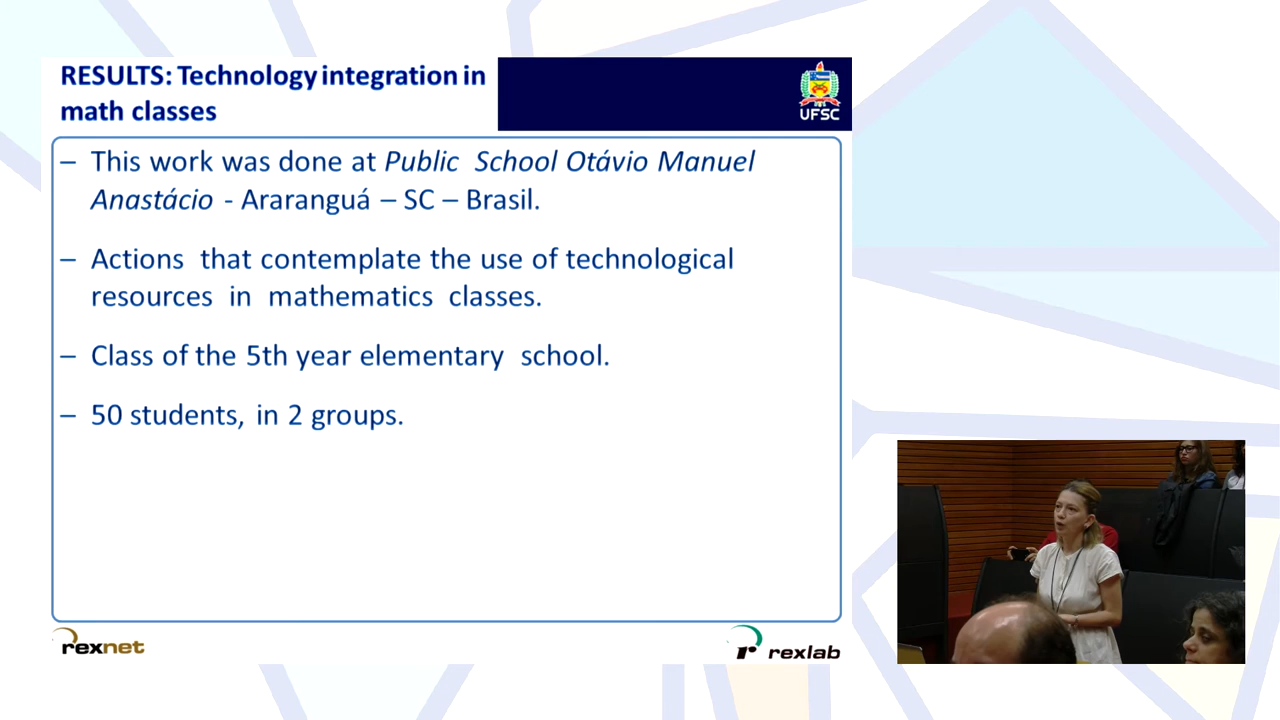 RESULTS: Technology integration in
math classes
UFSC
– This work was done at Public School Otávio Manuel
Anastácio - Araranguá – SC – Brasil.
– Actions that contemplate the use of technological
resources in mathematics classes.
– Class of the 5th year elementary school.
– 50 students, in 2 groups.
rexnet
rexlab